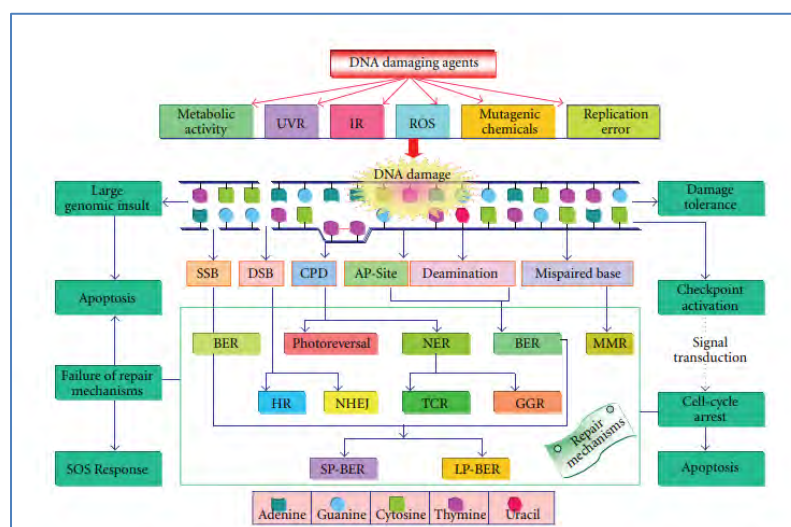 DNA damaging agents
Metabolic
activity
UVR
IR
ROS
Mutagenic
chemicals
Replication
error
DNA damage
Large
genomic insult
Damage
tolerance
SSB
DSB
CPD
AP-Site
Deamination
Mispaired base
Apoptosis
Checkpoint
activation
BER
Photoreversal
NER
BER
MMR
Signal
transduction
Failure of repair
mechanisms
HR
NHEJ
TCR
GGR
Cell-cycle
arrest
Repair
mechanisms
SOS Response
SP-BER
LP-BER
Apoptosis
Adenine
Guanine
Cytosine
Thymine
Uracil